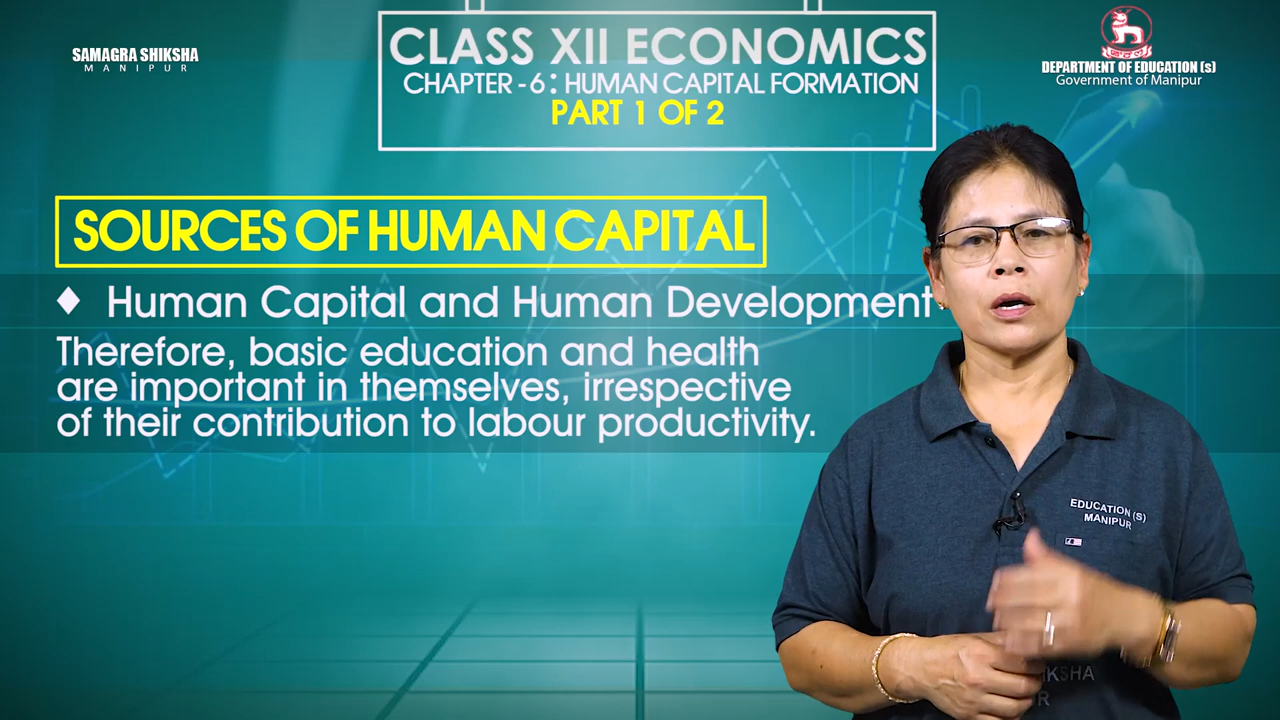 SAMAGRA SHIKSHA
MANIPUR
CLASS XII ECONOMICS
CHAPTER - 6 : HUMAN CAPITAL FORMATION
PART 1 OF 2
DEPARTMENT OF EDUCATION (s)
Government of Manipur
SOURCES OF HUMAN CAPITAL
♦ Human Capital and Human Development
Therefore, basic education and health
are important in themselves, irrespective
of their contribution to labour productivity.
EDUCATION (S)
MANIPUR